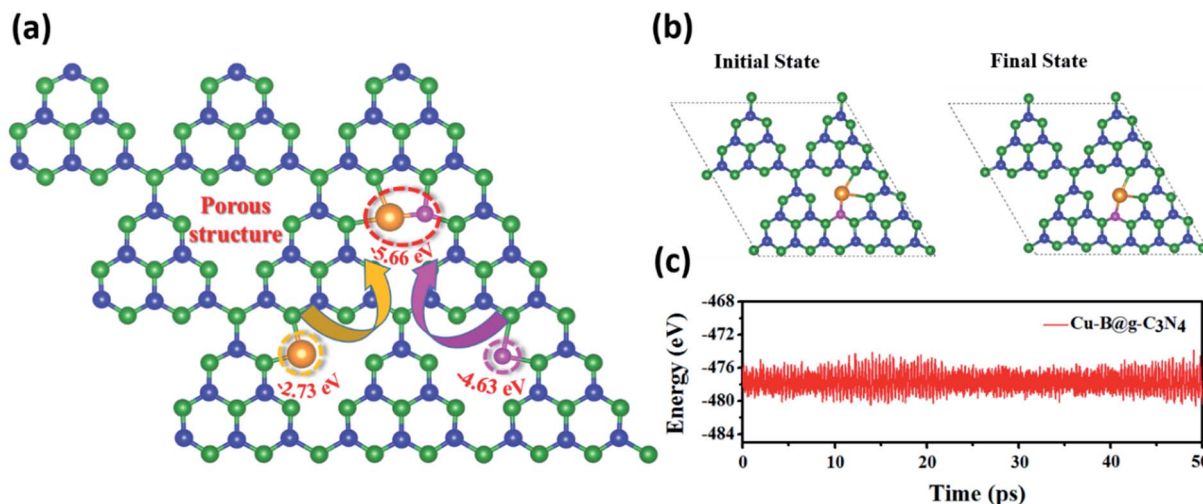 (a)
Porous
structure
-5.66 eV
-2.73 eV
-4.63 eV
(b)
Initial State
Final State
(c)
Energy (eV)
-468
-472
-476
-480
-484
Cu-B@g-C₃N₄
0 10 20 30 40 50
Time (ps)